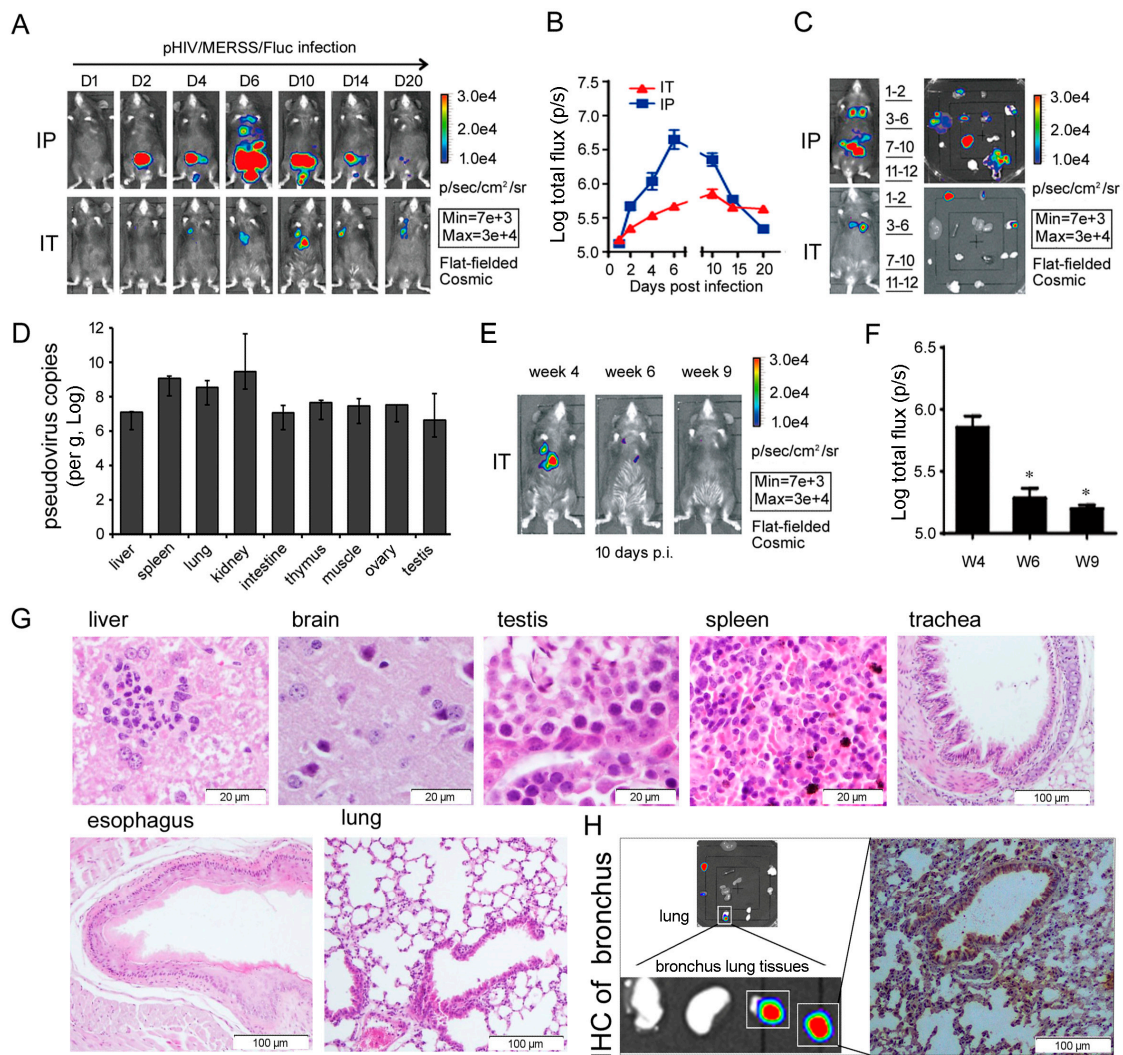 A
pHIV/MERSS/Fluc infection
D1 D2 D4 D6 D10 D14 D20
IP
IT
3.0e4
2.0e4
1.0e4
p/sec/cm²/sr
Min=7e+3
Max=3e+4
Flat-fielded
Cosmic
B
Log total flux (p/s)
7.5
7.0
6.5
6.0
5.5
5.0
IT
IP
0 2 4 6 10 15 20
Days post infection
C
IP
IT
1-2
3-6
7-10
11-12
1-2
3-6
7-10
11-12
3.0e4
2.0e4
1.0e4
p/sec/cm²/sr
Min=7e+3
Max=3e+4
Flat-fielded
Cosmic
D
pseudovirus copies
(per g, Log)
12
10
8
6
4
2
0
liver spleen lung kidney intestine thymus muscle ovary testis
E
week 4 week 6 week 9
IT
10 days p.i.
3.0e4
2.0e4
1.0e4
p/sec/cm²/sr
Min=7e+3
Max=3e+4
Flat-fielded
Cosmic
F
Log total flux (p/s)
6.5
6.0
5.5
5.0
* *
W4 W6 W9
G
liver brain testis spleen trachea
20 µm 20 µm 20 µm 20 µm 100 µm
esophagus lung
100 µm 100 µm
H
IHC of bronchus
lung
bronchus lung tissues
100 µm